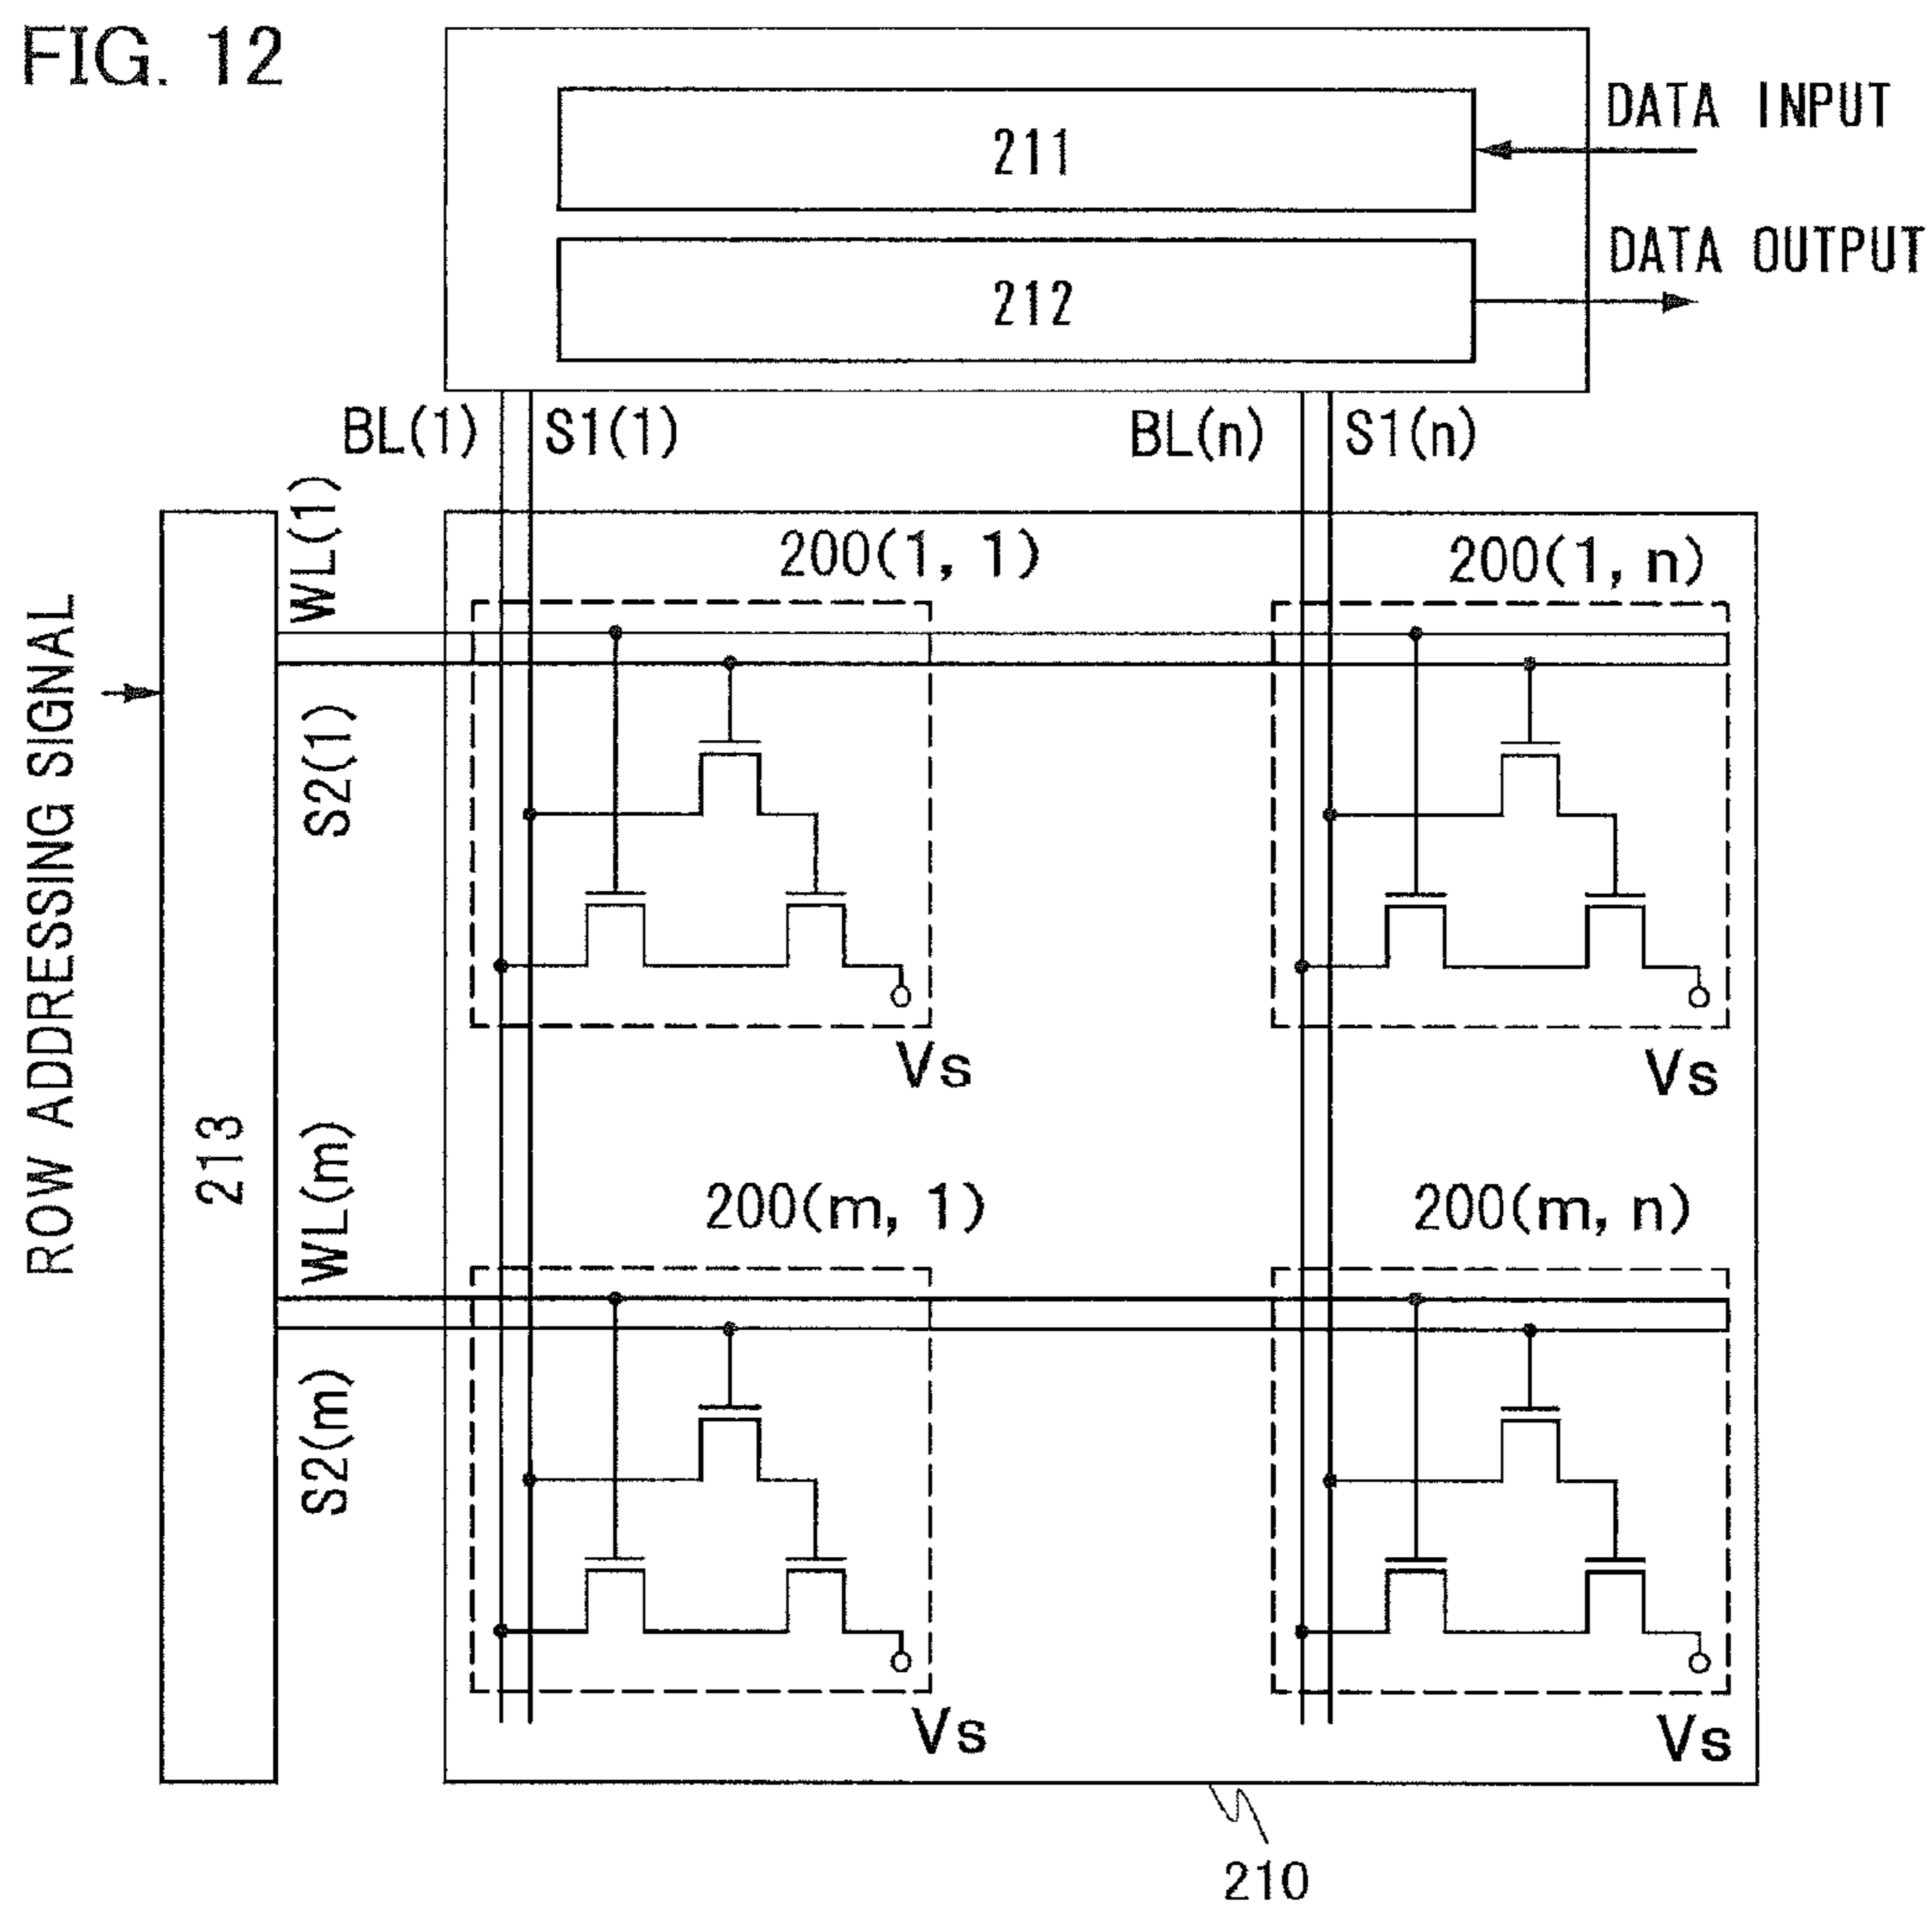 FIG. 12
211
DATA INPUT
212
DATA OUTPUT
BL(1)
S1(1)
BL(n)
S1(n)
WL(1)
200(1, 1)
200(1, n)
ROW ADDRESSING SIGNAL
S2(1)
Vs
Vs
213
WL(m)
200(m, 1)
200(m, n)
S2(m)
Vs
Vs
210